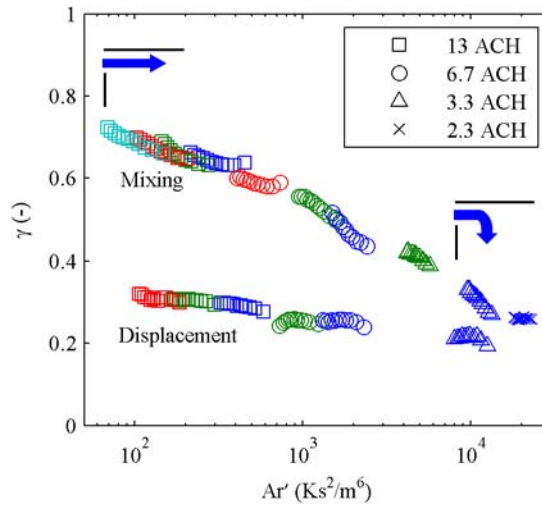 1
0.8
0.6
0.4
0.2
0
γ (-)
13 ACH
6.7 ACH
3.3 ACH
2.3 ACH
Mixing
Displacement
10²
10³
10⁴
Ar′ (Ks²/m⁶)